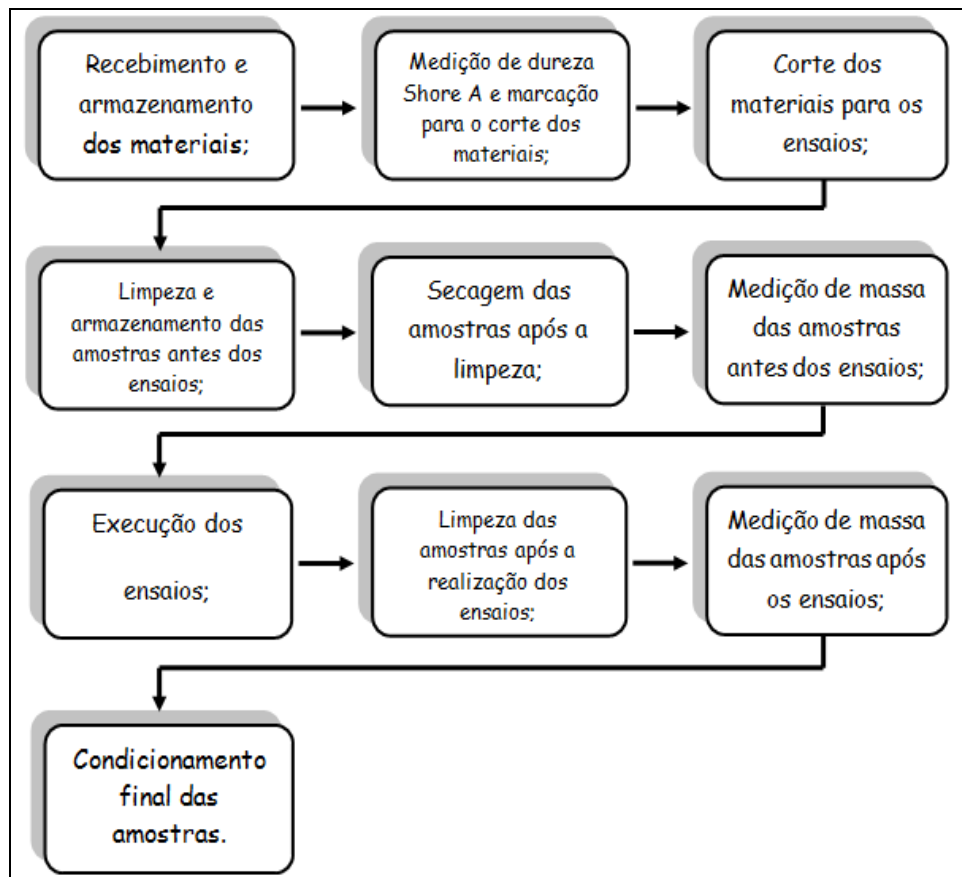 Recebimento e
armazenamento
dos materiais;
Medição de dureza
Shore A e marcação
para o corte dos
materiais;
Corte dos
materiais para os
ensaios;
Limpeza e
armazenamento das
amostras antes dos
ensaios;
Secagem das
amostras após a
limpeza;
Medição de massa
das amostras
antes dos ensaios;
Execução dos
ensaios;
Limpeza das
amostras após a
realização dos
ensaios;
Medição de massa
das amostras após
os ensaios;
Condicionamento
final das
amostras.